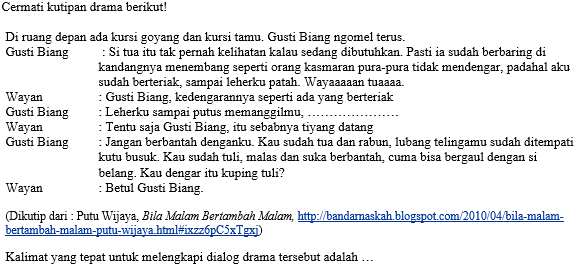 Cermati kutipan drama berikut!
Di ruang depan ada kursi goyang dan kursi tamu. Gusti Biang ngomel terus.
Gusti Biang : Si tua itu tak pernah kelihatan kalau sedang dibutuhkan. Pasti ia sudah berbaring di
kandangnya menembang seperti orang kasmaran pura-pura tidak mendengar, padahal aku
sudah berteriak, sampai leherku patah. Wayaaaaan tuaaaa.
Wayan : Gusti Biang, kedengarannya seperti ada yang berteriak
Gusti Biang : Leherku sampai putus memanggilmu, …………………
Wayan : Tentu saja Gusti Biang, itu sebabnya tiyang datang
Gusti Biang : Jangan berbantah denganku. Kau sudah tua dan rabun, lubang telingamu sudah ditempati
kutu busuk. Kau sudah tuli, malas dan suka berbantah, cuma bisa bergaul dengan si
belang. Kau dengar itu kuping tuli?
Wayan : Betul Gusti Biang.
(Dikutip dari : Putu Wijaya, Bila Malam Bertambah Malam, http://bandarnaskah.blogspot.com/2010/04/bila-malam-
bertambah-malam-putu-wijaya.html#ixzz6pC5xTgxj)
Kalimat yang tepat untuk melengkapi dialog drama tersebut adalah …